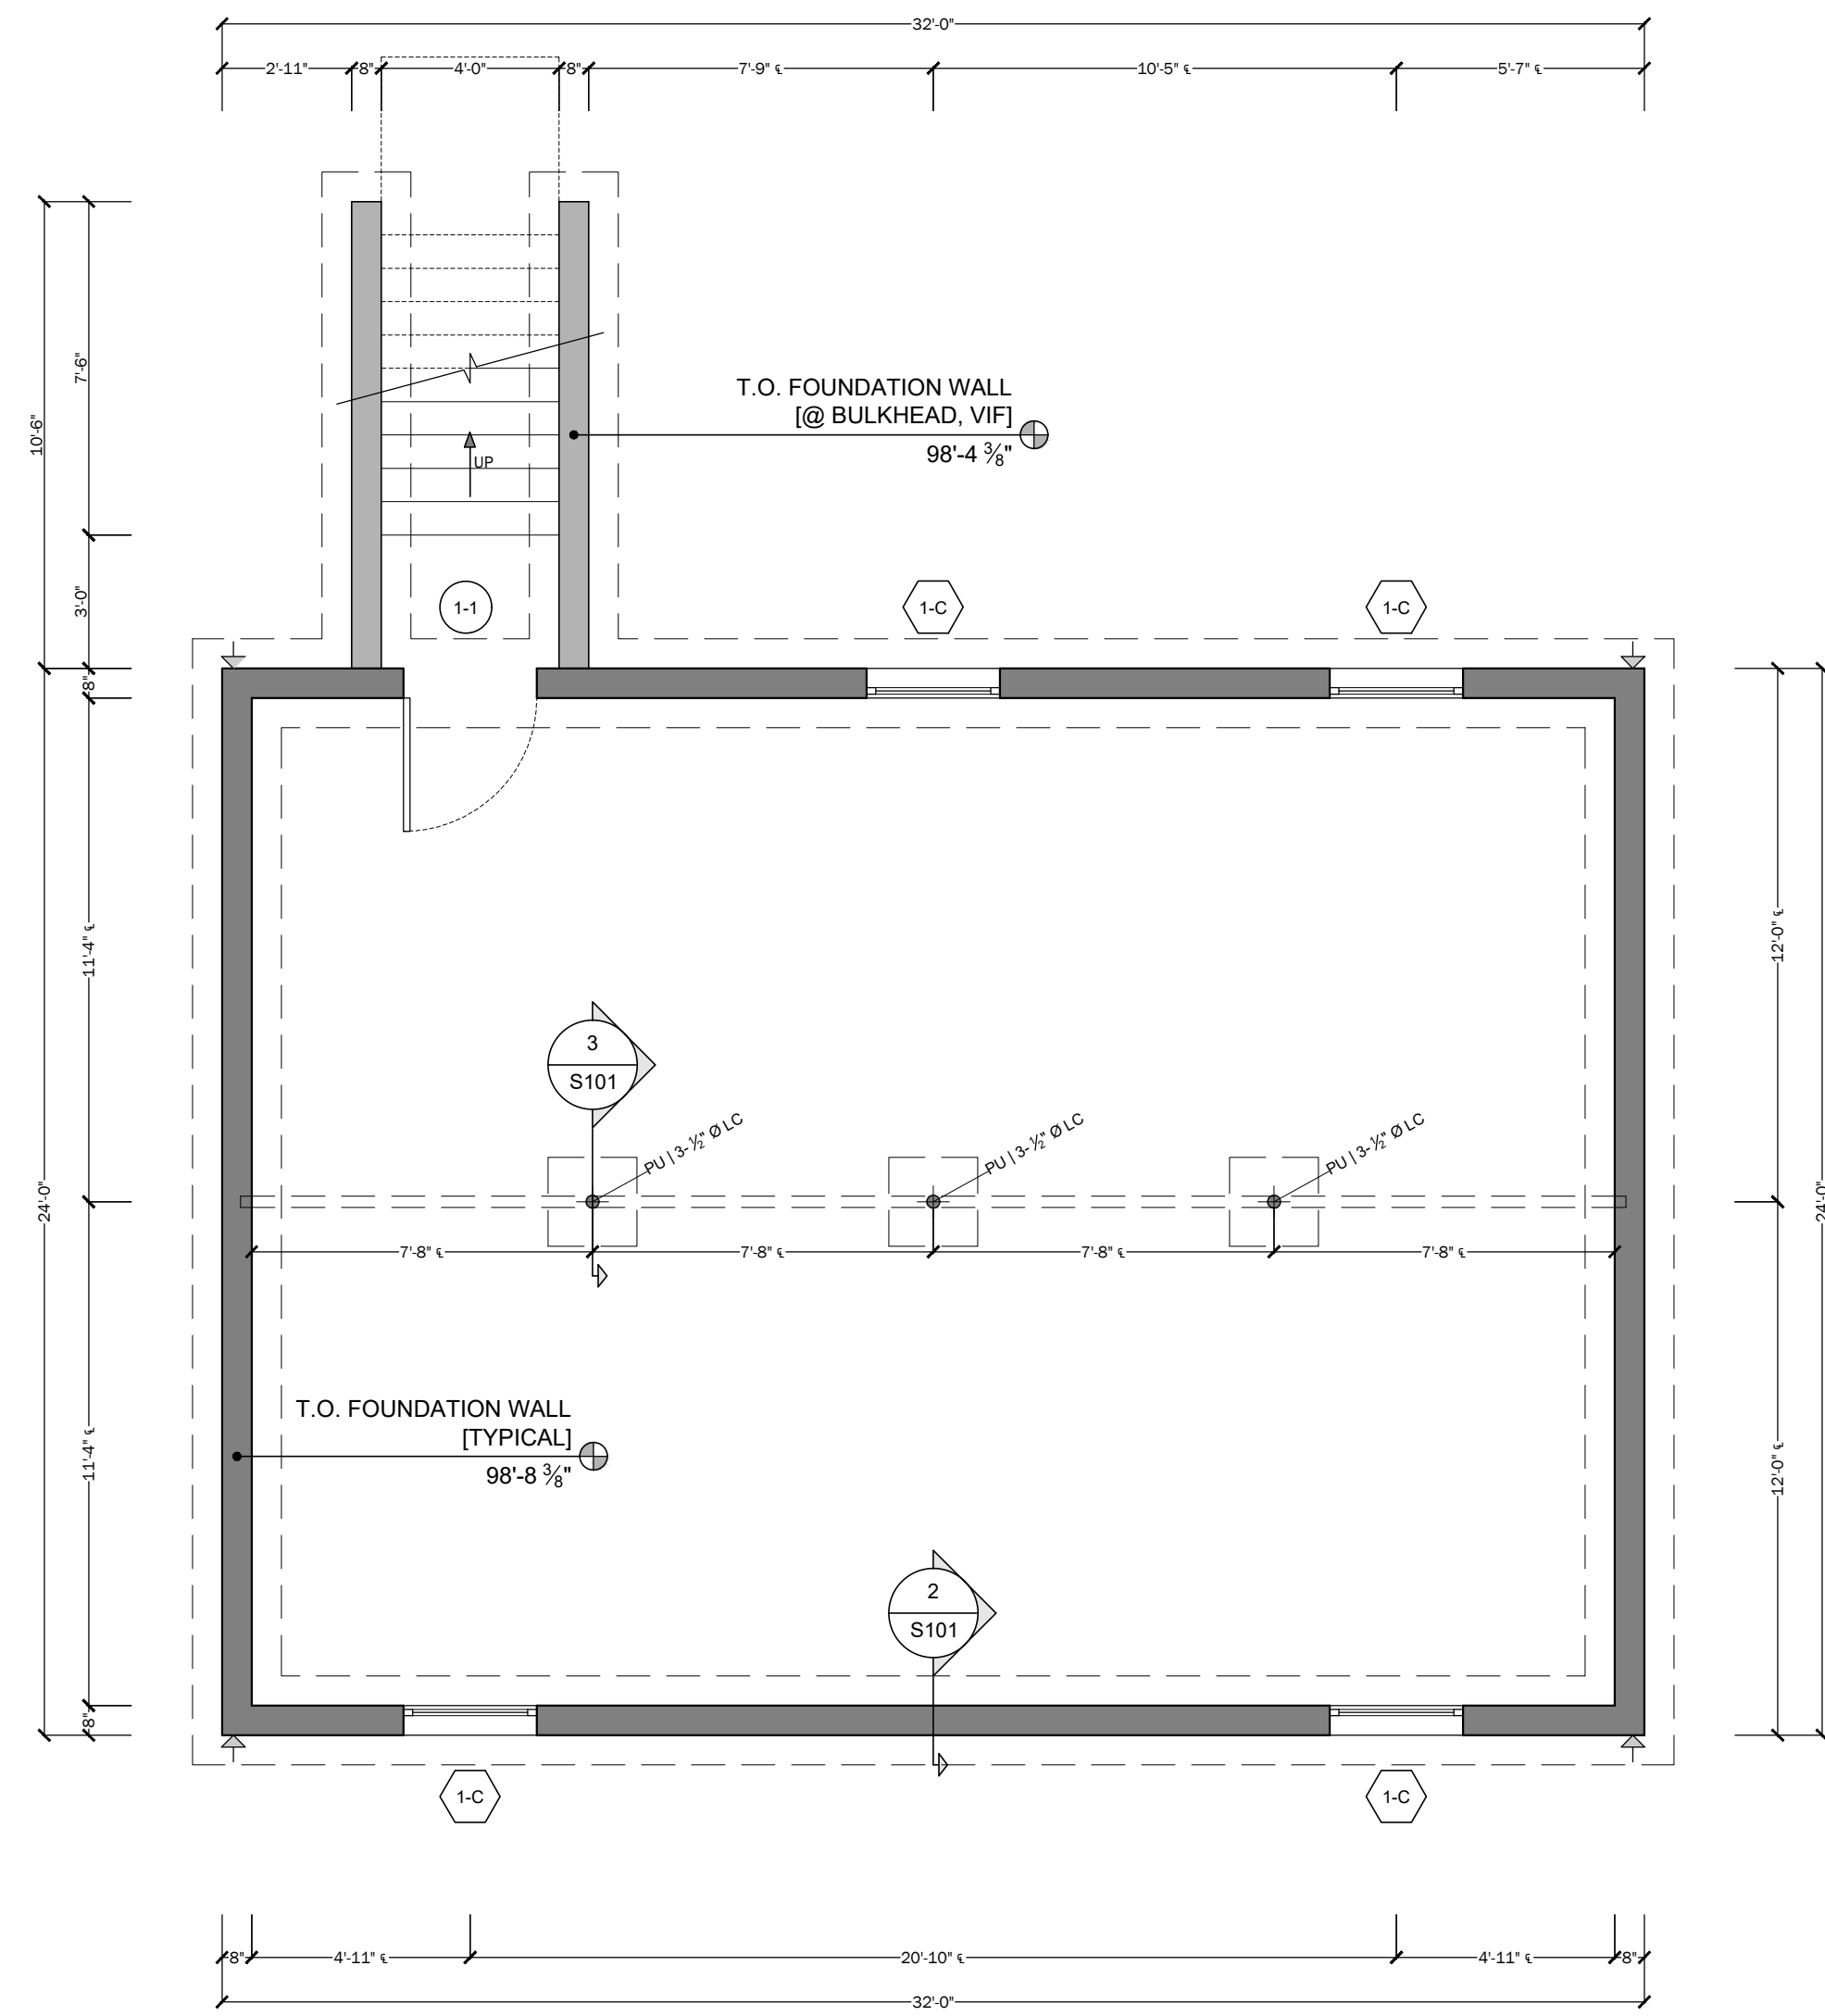 32'-0"
2'-11" 8" 4'-0" 8" 7'-9" ℄ 10'-5" ℄ 5'-7" ℄
10'-6"
7'-6"
3'-0"
T.O. FOUNDATION WALL
[@ BULKHEAD, VIF]
98'-4 ⅜"
UP
1-1
1-C
1-C
8"
11'-4" ℄
12'-0" ℄
3
S101
PU | 3-½" Ø LC
PU | 3-½" Ø LC
PU | 3-½" Ø LC
24'-0"
24'-0"
7'-8" ℄ 7'-8" ℄ 7'-8" ℄ 7'-8" ℄
T.O. FOUNDATION WALL
[TYPICAL]
98'-8 ⅜"
11'-4" ℄
12'-0" ℄
2
S101
8"
1-C
1-C
8" 4'-11" ℄ 20'-10" ℄ 4'-11" ℄ 8"
32'-0"